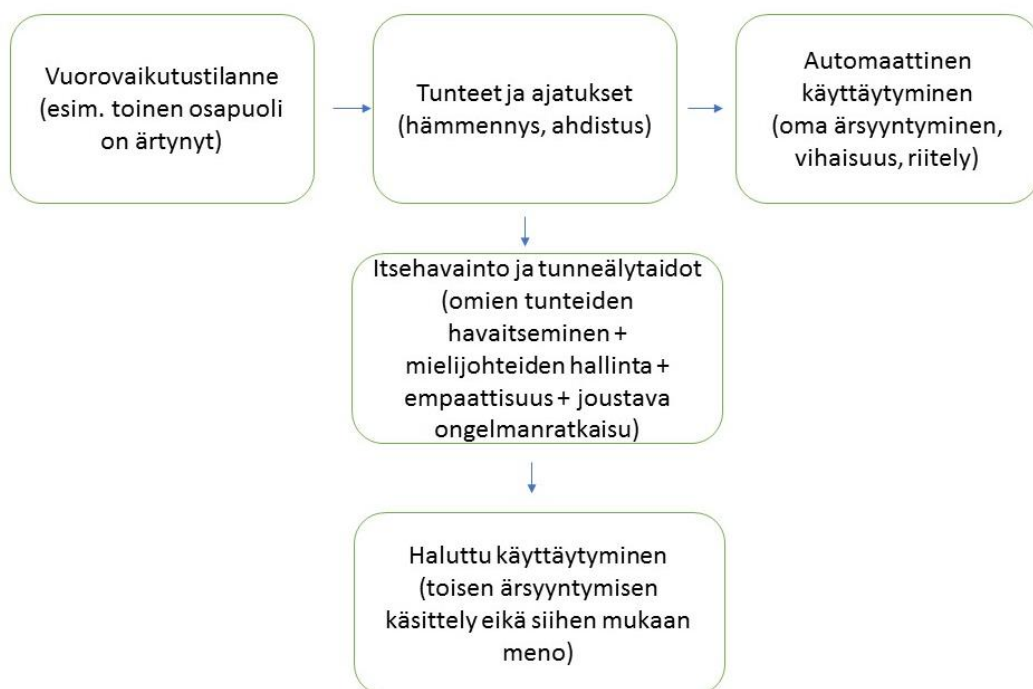 Vuorovaikutustilanne
(esim. toinen osapuoli
on ärtynyt)
Tunteet ja ajatukset
(hämmennys, ahdistus)
Automaattinen
käyttäytyminen
(oma ärsyyntyminen,
vihaisuus, riitely)
Itsehavainto ja tunneälytaidot
(omien tunteiden
havaitseminen +
mielijohteiden hallinta +
empaattisuus + joustava
ongelmanratkaisu)
Haluttu käyttäytyminen
(toisen ärsyyntymisen
käsittely eikä siihen mukaan
meno)